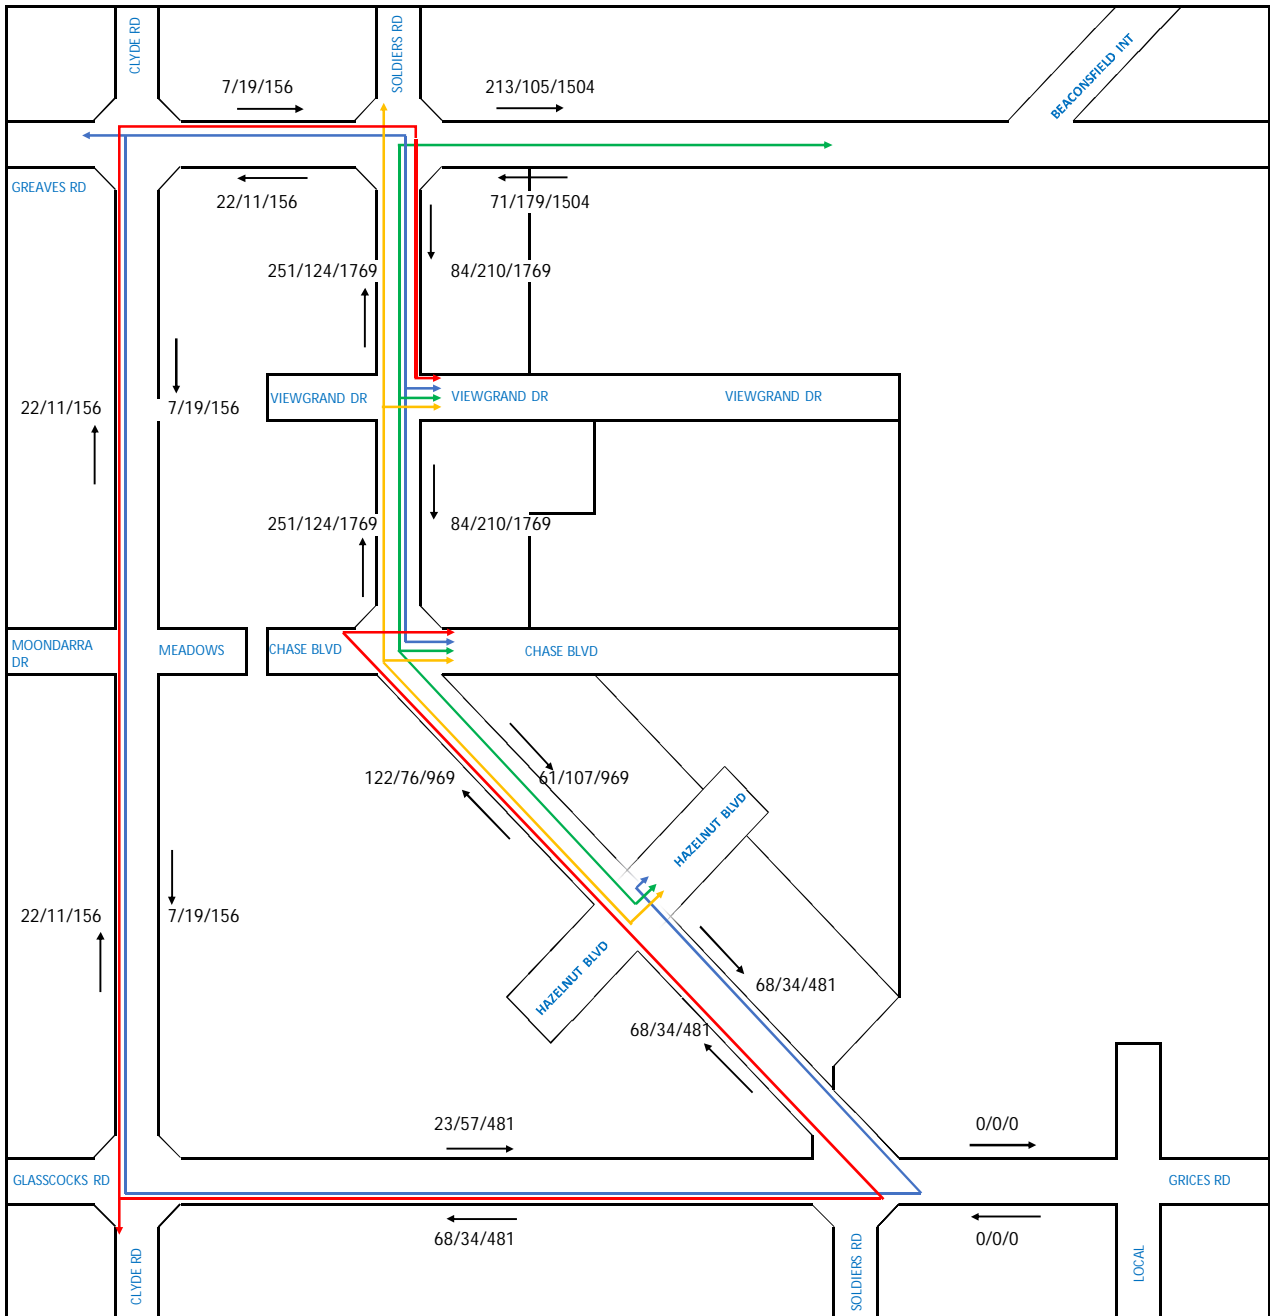 CLYDE RD
SOLDIERS RD
BEACONSFIELD INT
7/19/156
213/105/1504
GREAVES RD
22/11/156
71/179/1504
251/124/1769
84/210/1769
VIEWGRAND DR
VIEWGRAND DR
VIEWGRAND DR
22/11/156
7/19/156
251/124/1769
84/210/1769
MOONDARRA
DR
MEADOWS
CHASE BLVD
CHASE BLVD
122/76/969
61/107/969
HAZELNUT BLVD
22/11/156
7/19/156
HAZELNUT BLVD
68/34/481
68/34/481
23/57/481
0/0/0
GLASSCOCKS RD
GRICES RD
68/34/481
0/0/0
CLYDE RD
SOLDIERS RD
LOCAL